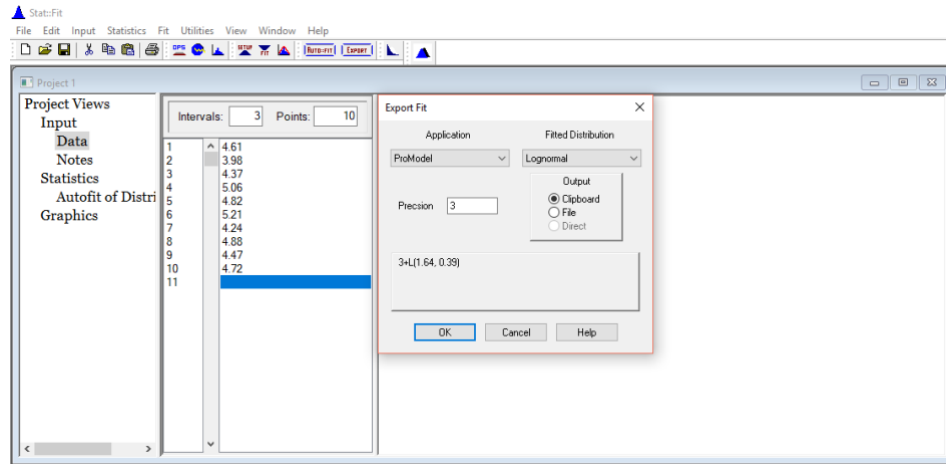 Stat::Fit
File Edit Input Statistics Fit Utilities View Window Help
OPS SETUP FIT AUTO::FIT EXPORT
Project 1
Project Views
Input
Data
Notes
Statistics
Autofit of Distri
Graphics
Intervals: 3 Points: 10
1 4.61
2 3.98
3 4.37
4 5.06
5 4.82
6 5.21
7 4.24
8 4.88
9 4.47
10 4.72
11
Export Fit
Application Fitted Distribution
ProModel Lognormal
Output
Precsion 3
Clipboard
File
Direct
3+L(1.64, 0.39)
OK Cancel Help